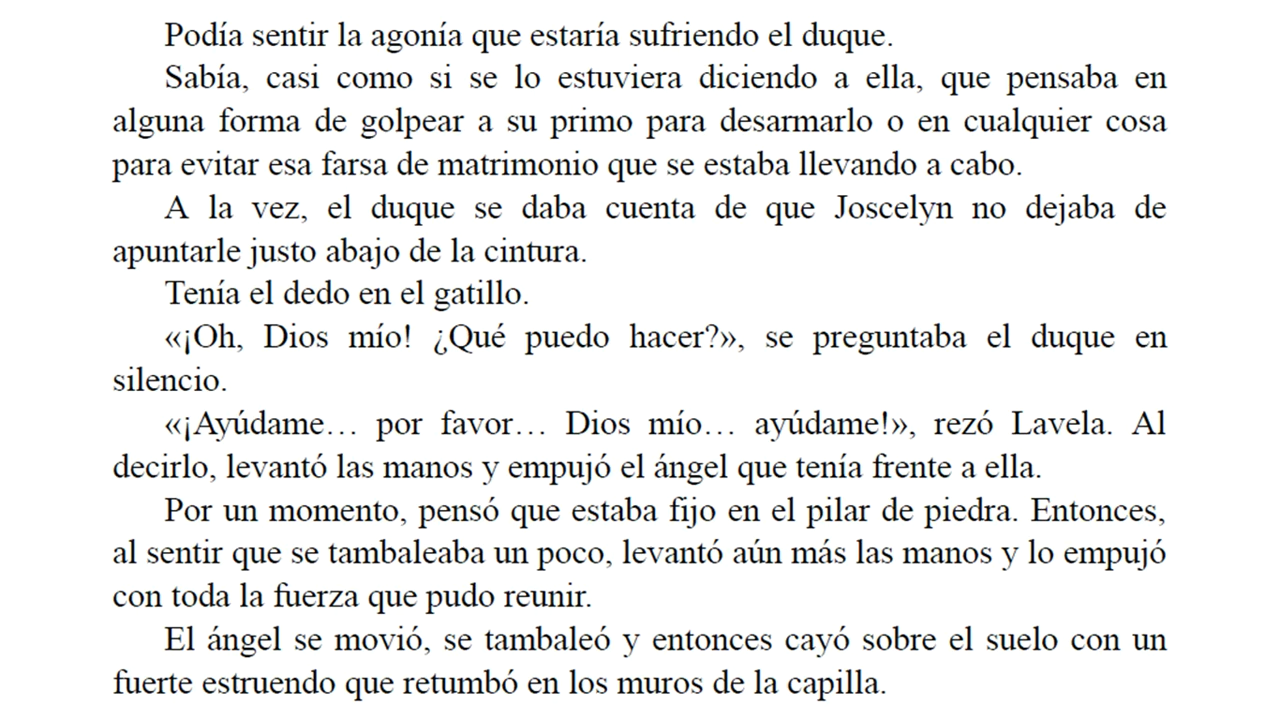 Podía sentir la agonía que estaría sufriendo el duque.
Sabía, casi como si se lo estuviera diciendo a ella, que pensaba en
alguna forma de golpear a su primo para desarmarlo o en cualquier cosa
para evitar esa farsa de matrimonio que se estaba llevando a cabo.
A la vez, el duque se daba cuenta de que Joscelyn no dejaba de
apuntarle justo abajo de la cintura.
Tenía el dedo en el gatillo.
«¡Oh, Dios mío! ¿Qué puedo hacer?», se preguntaba el duque en
silencio.
«¡Ayúdame… por favor… Dios mío… ayúdame!», rezó Lavela. Al
decirlo, levantó las manos y empujó el ángel que tenía frente a ella.
Por un momento, pensó que estaba fijo en el pilar de piedra. Entonces,
al sentir que se tambaleaba un poco, levantó aún más las manos y lo empujó
con toda la fuerza que pudo reunir.
El ángel se movió, se tambaleó y entonces cayó sobre el suelo con un
fuerte estruendo que retumbó en los muros de la capilla.